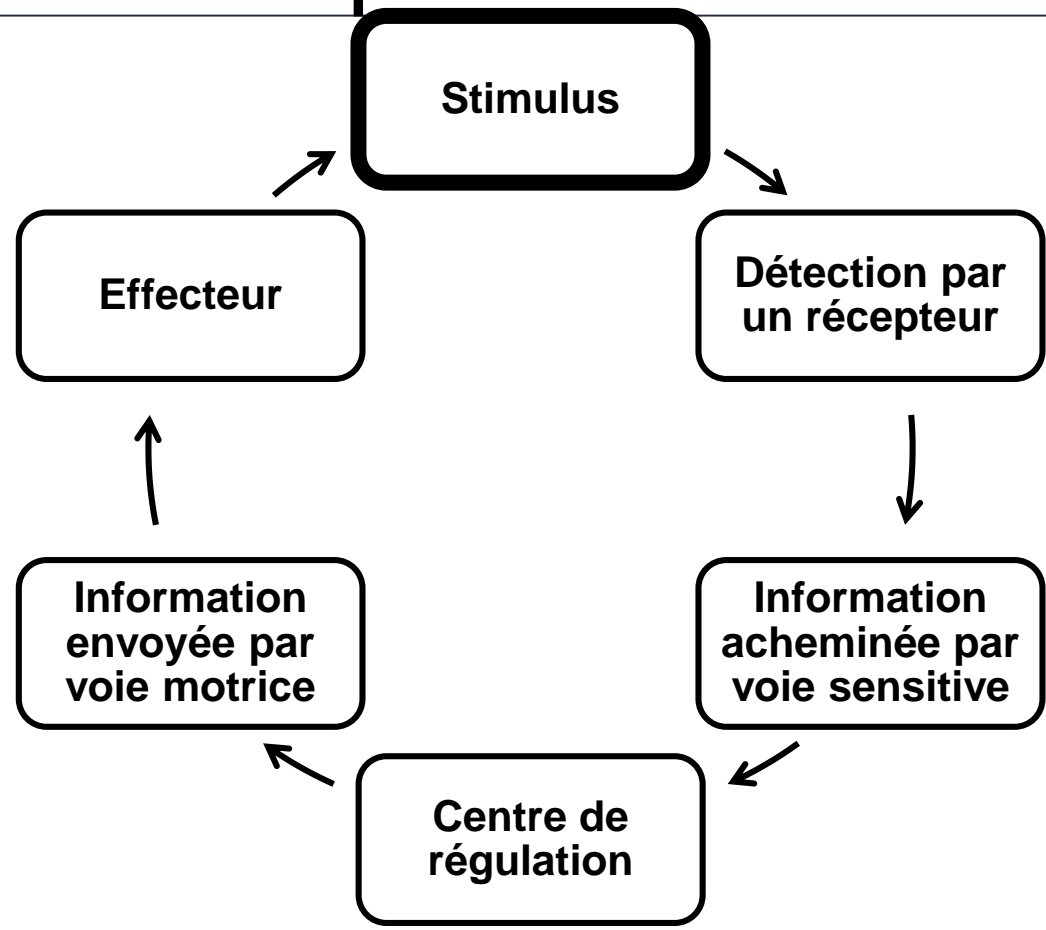 Stimulus
Détection par
un récepteur
Information
acheminée par
voie sensitive
Centre de
régulation
Information
envoyée par
voie motrice
Effecteur